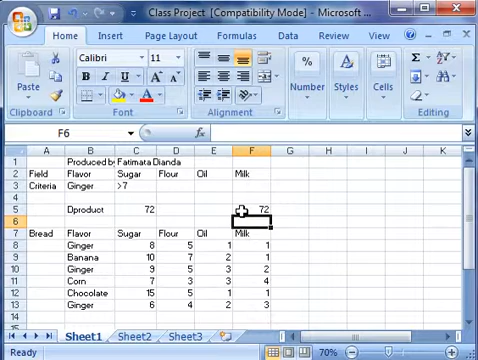 Class Project [Compatibility Mode] - Microsoft ...
Home Insert Page Layout Formulas Data Review View
Calibri 11
Paste
B I U A A
% Number
A Styles
Cells
Σ
Clipboard Font Alignment Editing
F6 fx
A B C D E F G H I J K
1 Produced by Fatimata Dianda
2 Field Flavor Sugar Flour Oil Milk
3 Criteria Ginger >7
4
5 Dproduct 72 72
6
7 Bread Flavor Sugar Flour Oil Milk
8 Ginger 8 5 1 1
9 Banana 10 7 2 1
10 Ginger 9 5 3 2
11 Corn 7 3 3 4
12 Chocolate 15 5 1 1
13 Ginger 6 4 2 3
14
Sheet1 Sheet2 Sheet3
70%